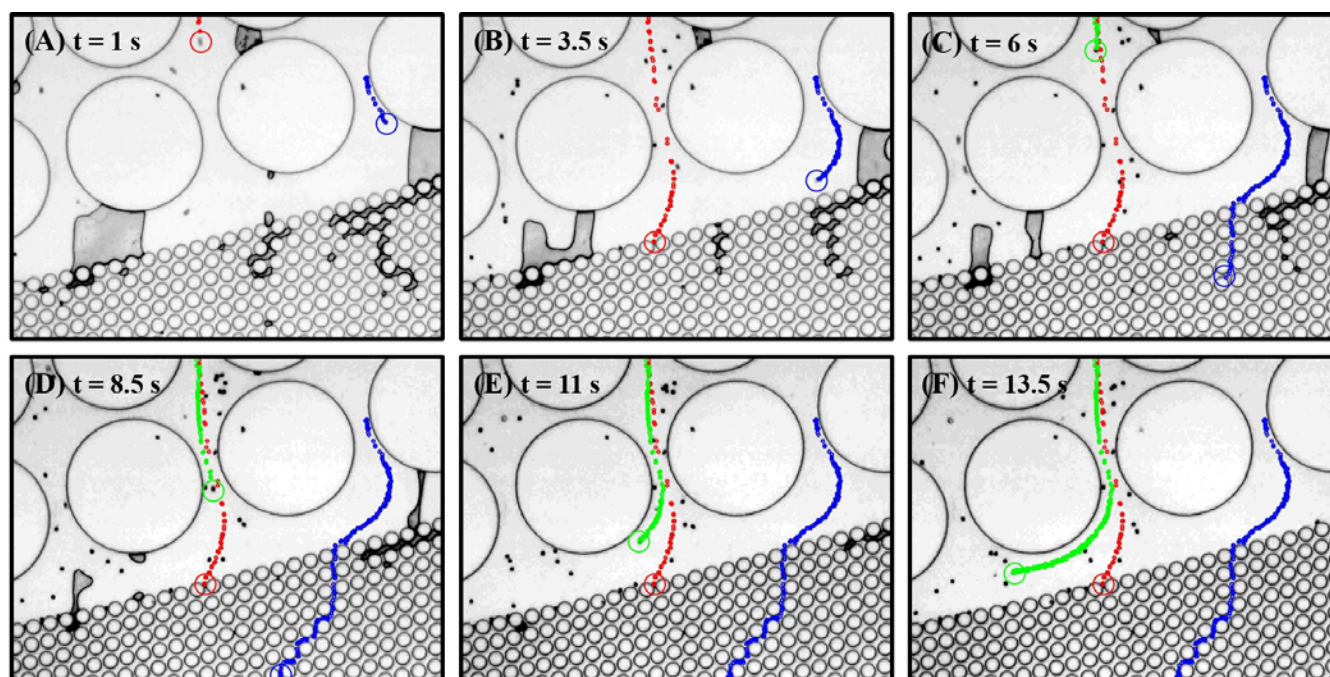 (A) t = 1 s
(B) t = 3.5 s
(C) t = 6 s
(D) t = 8.5 s
(E) t = 11 s
(F) t = 13.5 s